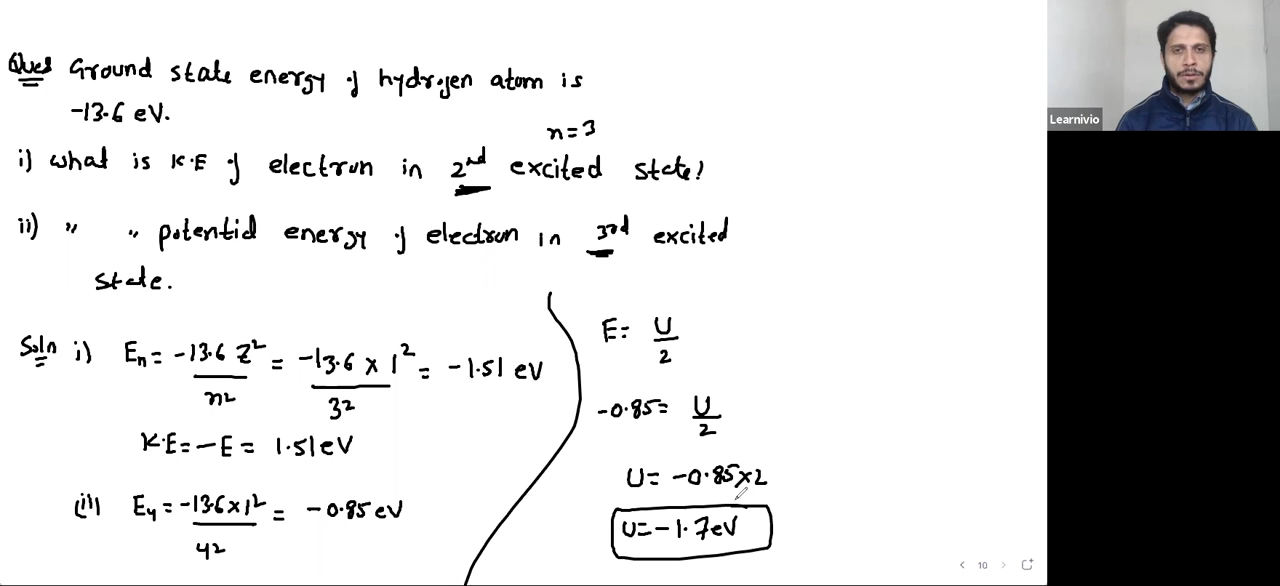 Ques Ground state energy of hydrogen atom is
-13.6 eV.
n=3
i) what is K.E of electron in 2nd excited state?
ii) " " potential energy of electron in 3rd excited
state.
Soln i) En = -13.6 Z²/n² = -13.6 x 1²/3² = -1.51 eV
K.E = -E = 1.51 eV
(ii) E4 = -13.6x1²/4² = -0.85 eV
E= U/2
-0.85= U/2
U= -0.85x2
U=-1.7eV
Learnivio
< 10 >